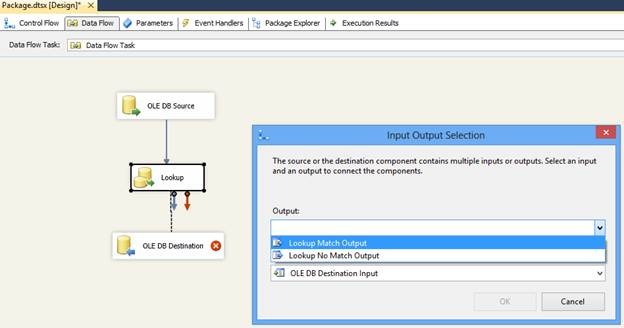 Package.dtsx [Design]*
Control Flow Data Flow Parameters Event Handlers Package Explorer Execution Results
Data Flow Task: Data Flow Task
OLE DB Source
Lookup
OLE DB Destination
Input Output Selection
The source or the destination component contains multiple inputs or outputs. Select an input
and an output to connect the components.
Output:
Lookup Match Output
Lookup No Match Output
OLE DB Destination Input
OK Cancel